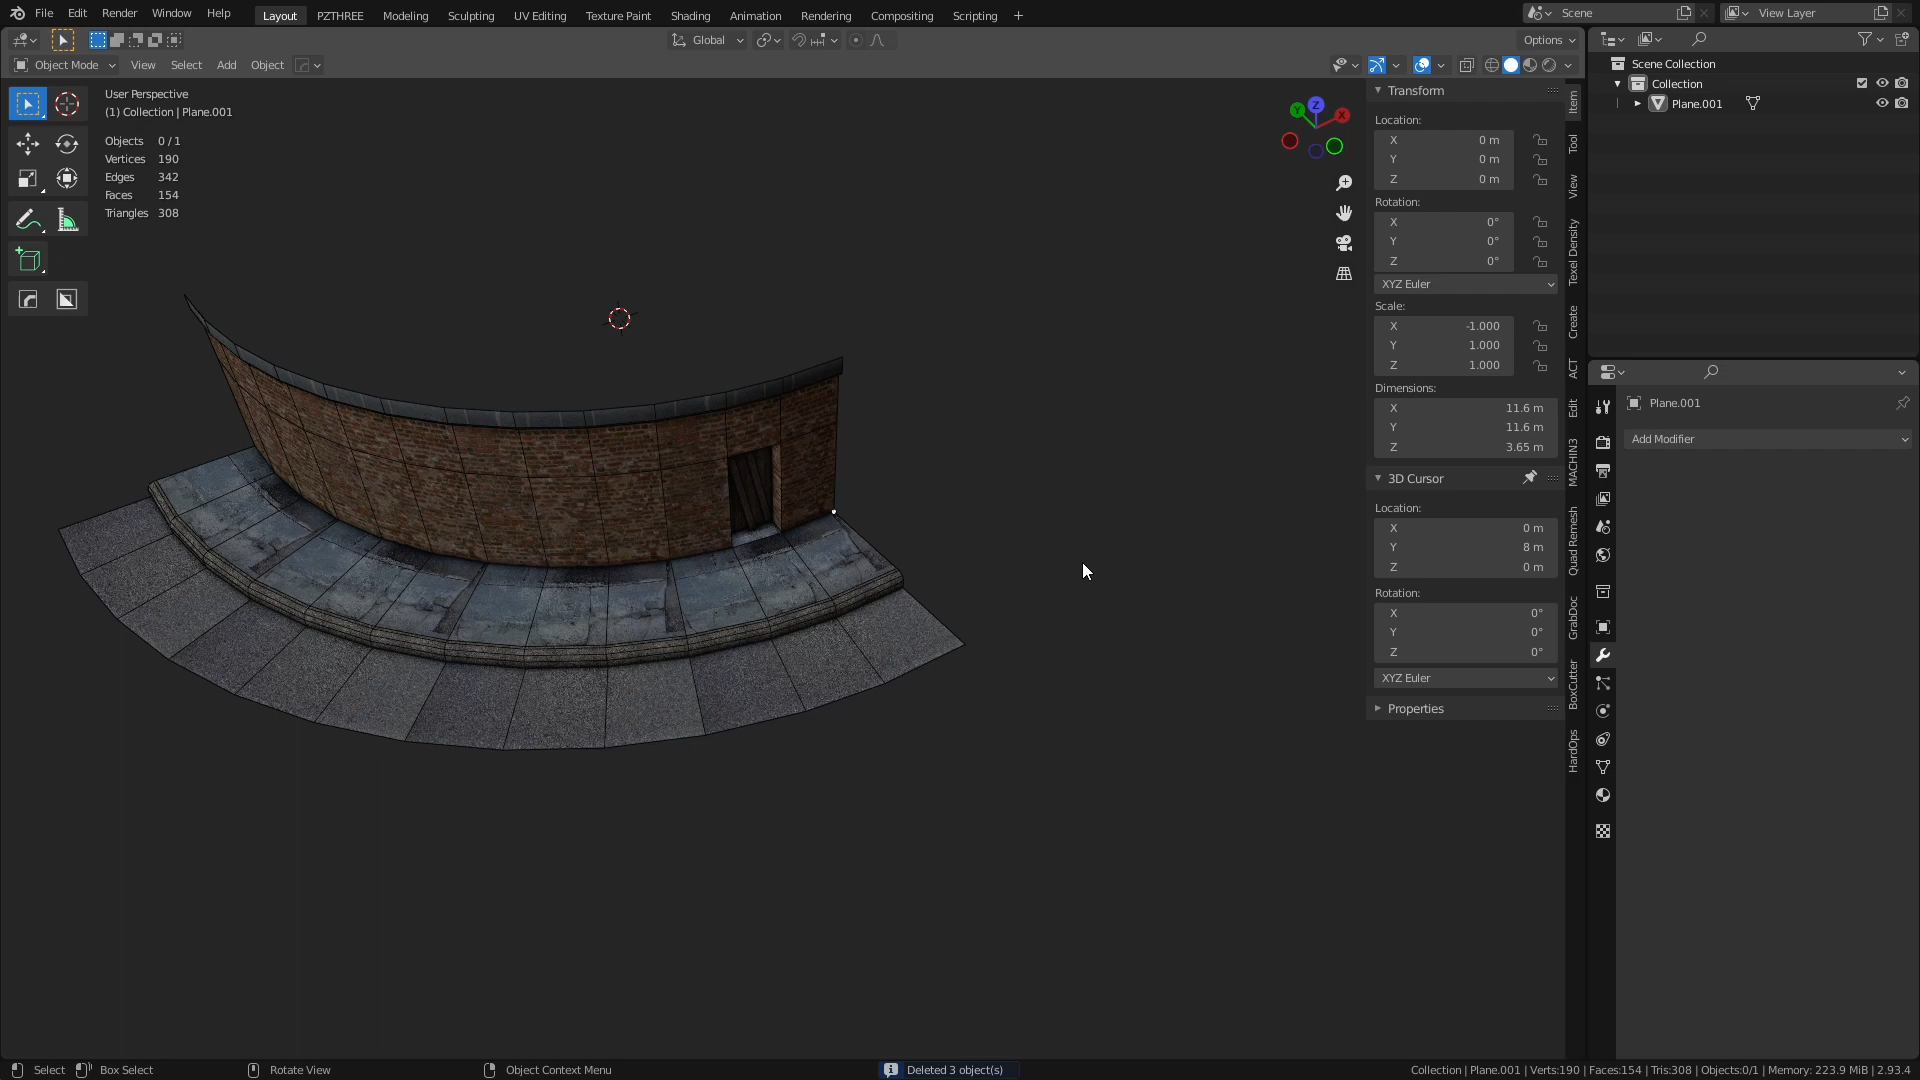 File Edit Render Window Help Layout PZTHREE Modeling Sculpting UV Editing Texture Paint Shading Animation Rendering Compositing Scripting + Scene View Layer
Global Options
Object Mode View Select Add Object
User Perspective
(1) Collection | Plane.001
Objects 0 / 1
Vertices 190
Edges 342
Faces 154
Triangles 308
Z
Y
X
Transform
Location:
X 0 m
Y 0 m
Z 0 m
Rotation:
X 0°
Y 0°
Z 0°
XYZ Euler
Scale:
X -1.000
Y 1.000
Z 1.000
Dimensions:
X 11.6 m
Y 11.6 m
Z 3.65 m
3D Cursor
Location:
X 0 m
Y 8 m
Z 0 m
Rotation:
X 0°
Y 0°
Z 0°
XYZ Euler
Properties
Item
Tool
View
Texel Density
Create
ACT
Edit
MACHIN3
Quad Remesh
GrabDoc
BoxCutter
HardOps
Scene Collection
Collection
Plane.001
Plane.001
Add Modifier
Select Box Select Rotate View Object Context Menu Deleted 3 object(s) Collection | Plane.001 | Verts:190 | Faces:154 | Tris:308 | Objects:0/1 | Memory: 223.9 MiB | 2.93.4